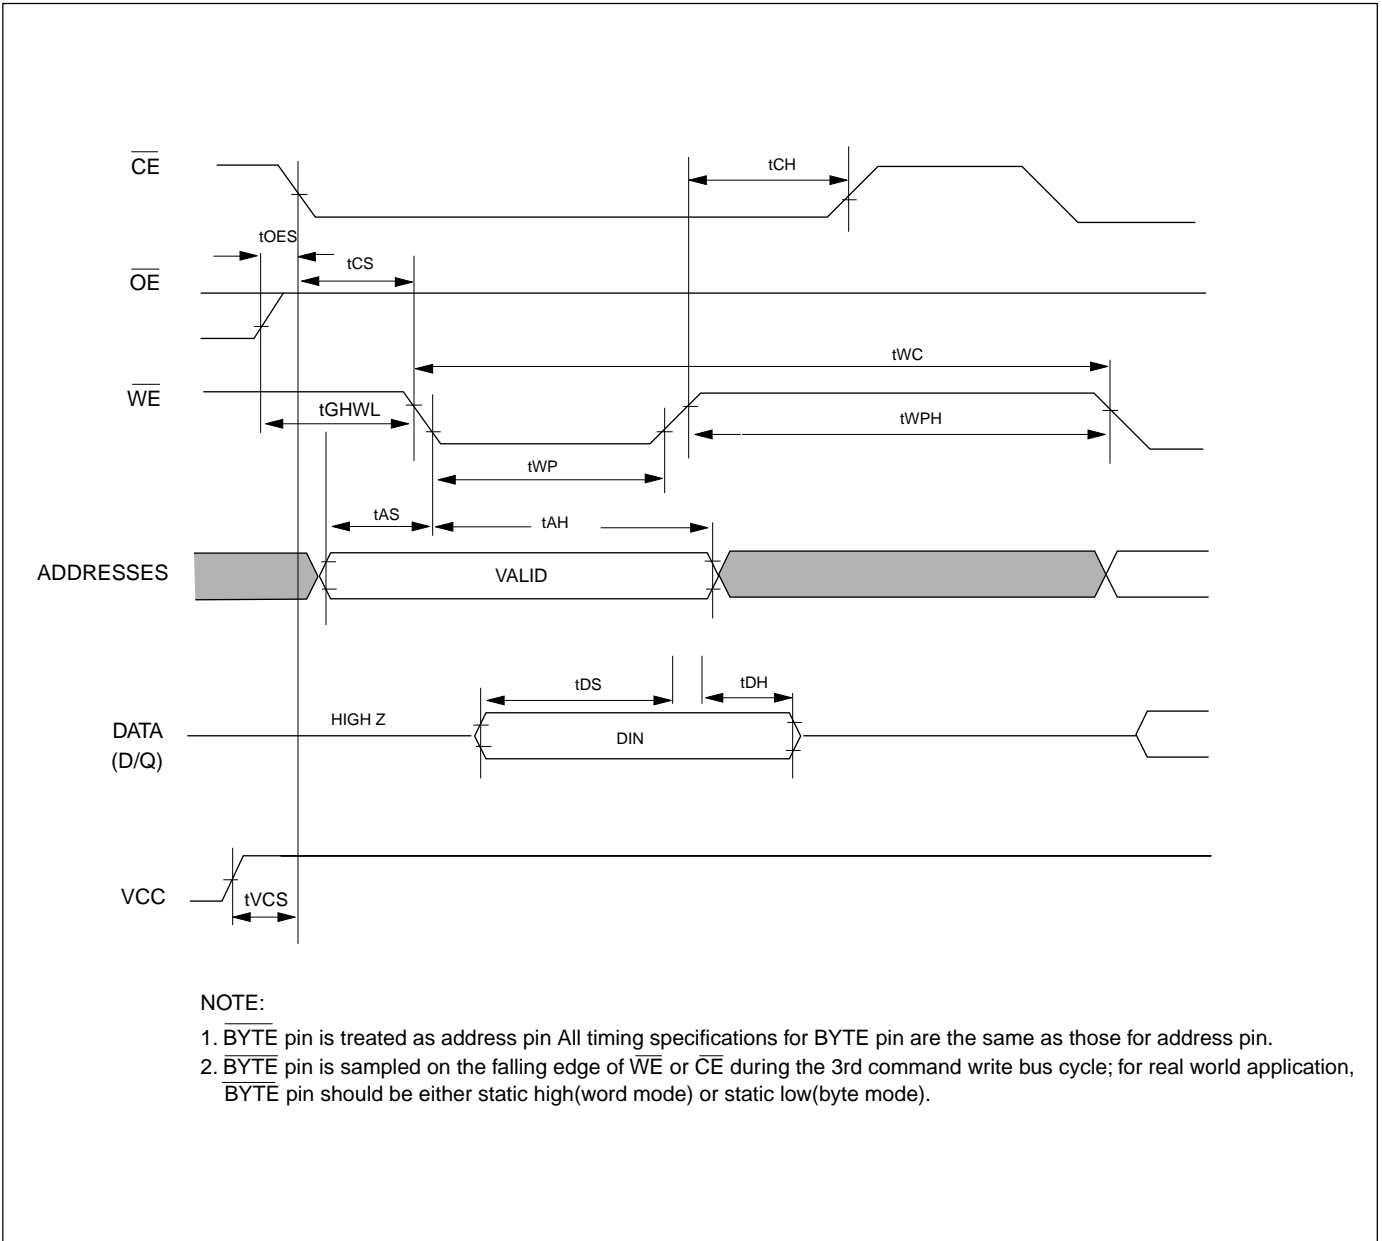 CE
tCH
tOES
tCS
OE
tWC
WE
tGHWL
tWPH
tWP
tAS
tAH
ADDRESSES
VALID
tDS
tDH
HIGH Z
DATA
(D/Q)
DIN
VCC
tVCS
NOTE:
1. BYTE pin is treated as address pin All timing specifications for BYTE pin are the same as those for address pin.
2. BYTE pin is sampled on the falling edge of WE or CE during the 3rd command write bus cycle; for real world application,
BYTE pin should be either static high(word mode) or static low(byte mode).